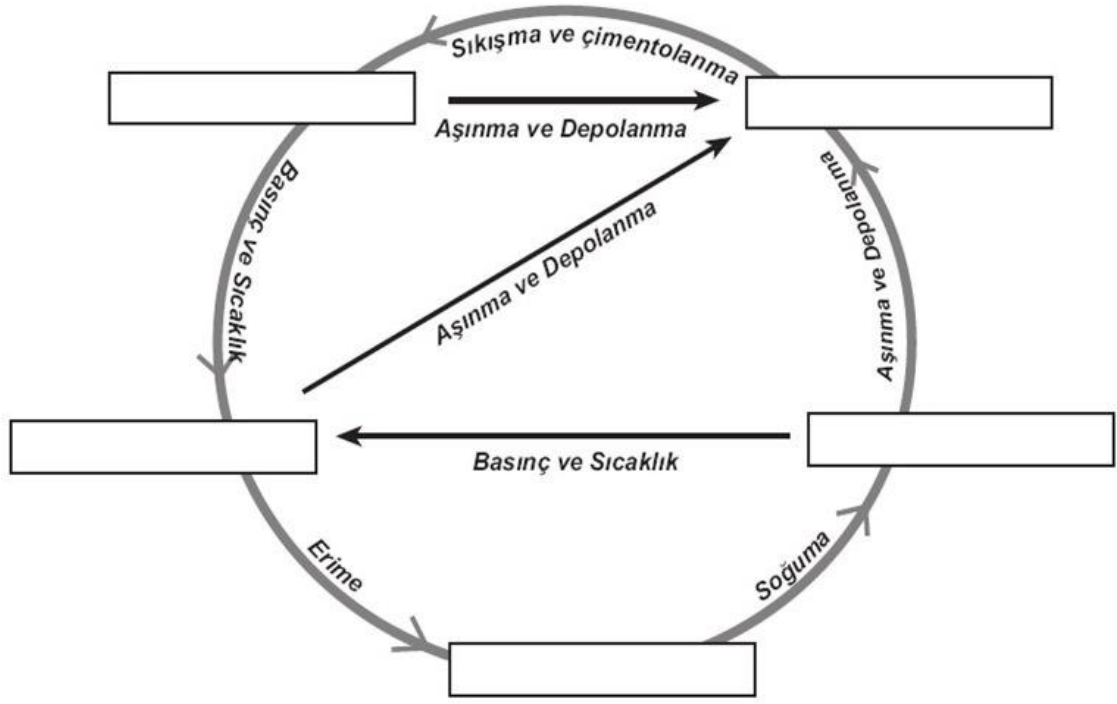 Sıkışma ve çimentolanma
Aşınma ve Depolanma
Basınç ve Sıcaklık
Aşınma ve Depolanma
Aşınma ve Depolanma
Basınç ve Sıcaklık
Erime
Soğuma